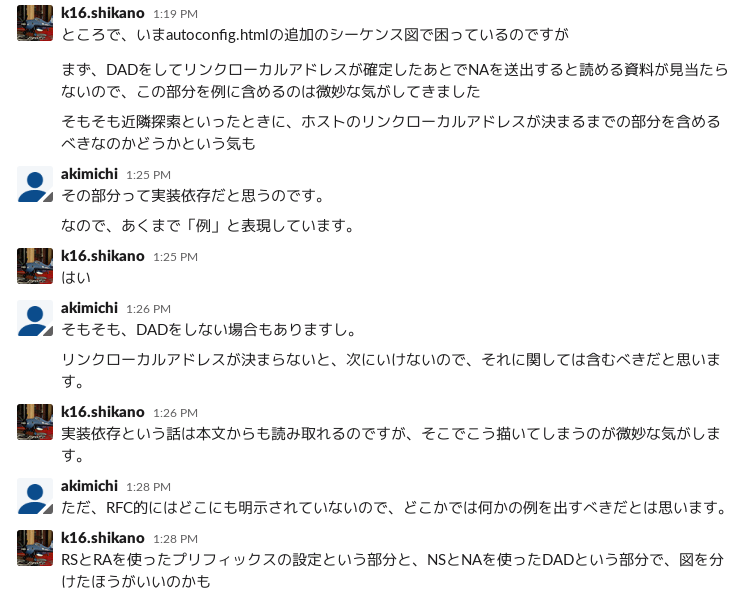 k16.shikano 1:19 PM
ところで、いまautoconfig.htmlの追加のシーケンス図で困っているのですが
まず、DADをしてリンクローカルアドレスが確定したあとでNAを送出すると読める資料が見当たら
ないので、この部分を例に含めるのは微妙な気がしてきました
そもそも近隣探索といったときに、ホストのリンクローカルアドレスが決まるまでの部分を含める
べきなのかどうかという気も
akimichi 1:25 PM
その部分って実装依存だと思うのです。
なので、あくまで「例」と表現しています。
k16.shikano 1:25 PM
はい
akimichi 1:26 PM
そもそも、DADをしない場合もありますし。
リンクローカルアドレスが決まらないと、次にいけないので、それに関しては含むべきだと思いま
す。
k16.shikano 1:26 PM
実装依存という話は本文からも読み取れるのですが、そこでこう描いてしまうのが微妙な気がしま
す。
akimichi 1:28 PM
ただ、RFC的にはどこにも明示されていないので、どこかでは何かの例を出すべきだとは思います。
k16.shikano 1:28 PM
RSとRAを使ったプリフィックスの設定という部分と、NSとNAを使ったDADという部分で、図を分
けたほうがいいのかも